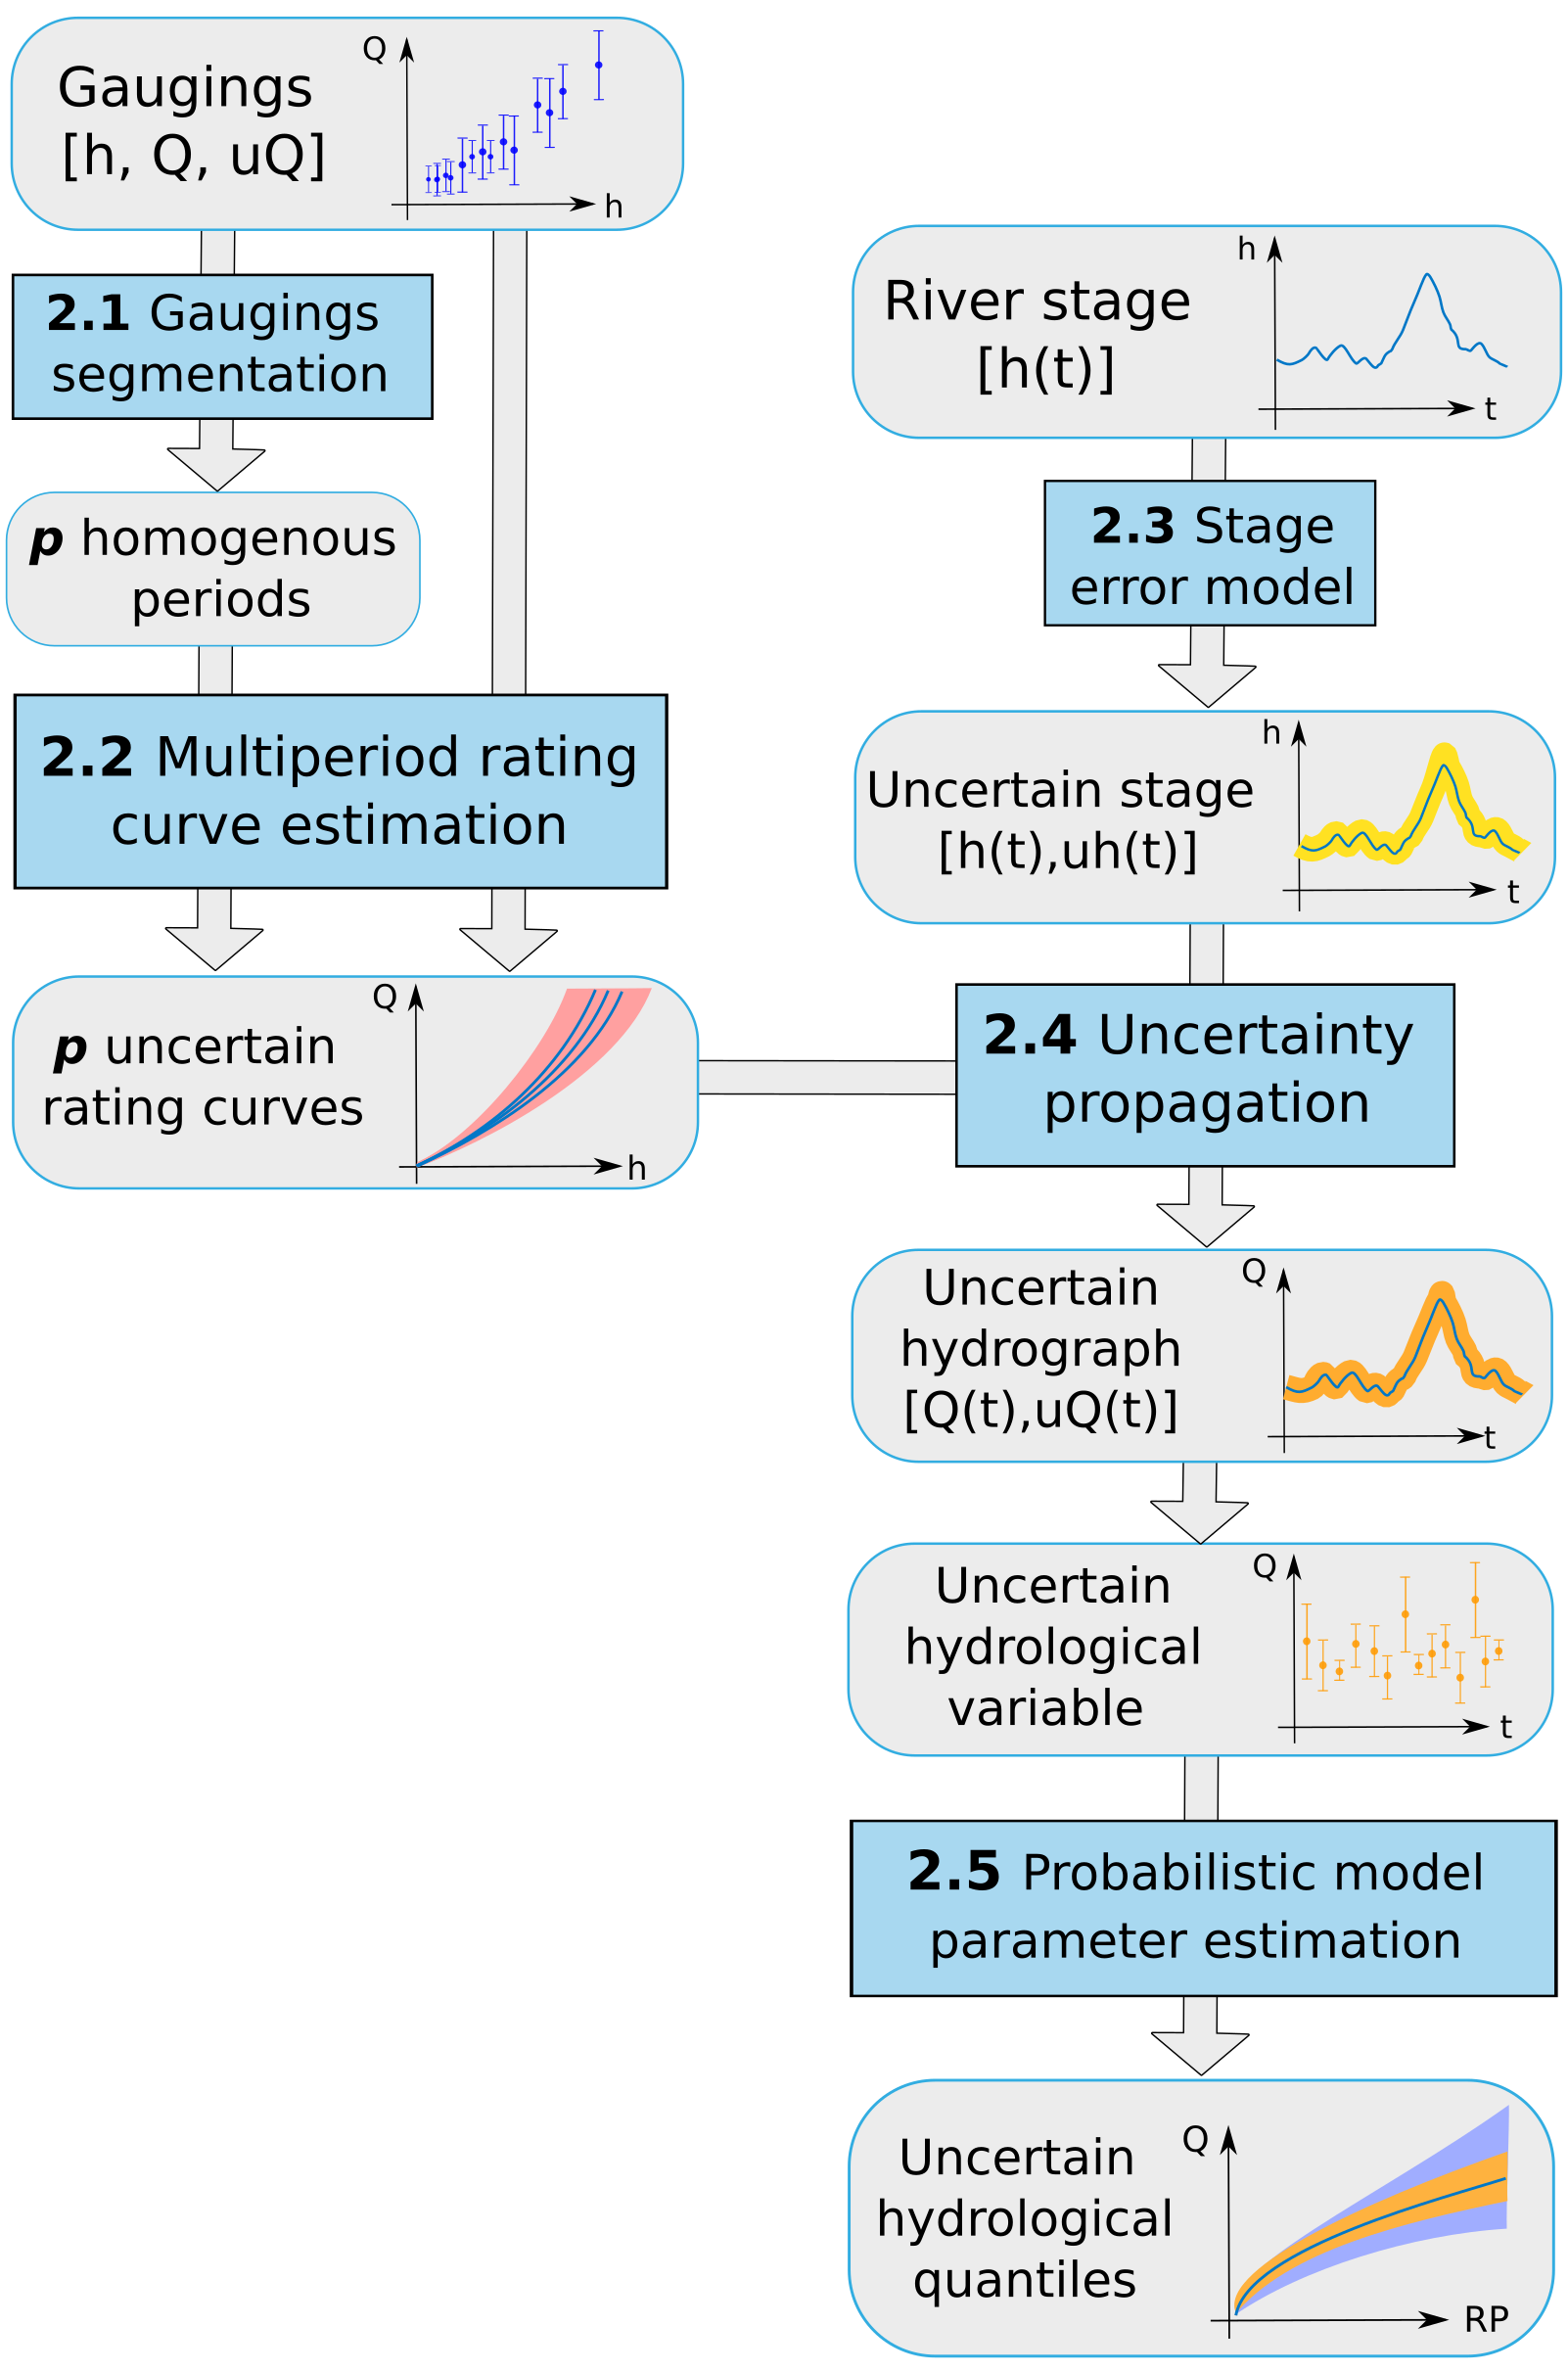 Gaugings
[h, Q, uQ]
Q
h
2.1 Gaugings
segmentation
p homogenous
periods
2.2 Multiperiod rating
curve estimation
p uncertain
rating curves
Q
h
River stage
[h(t)]
h
t
2.3 Stage
error model
Uncertain stage
[h(t),uh(t)]
h
t
2.4 Uncertainty
propagation
Uncertain
hydrograph
[Q(t),uQ(t)]
Q
t
Uncertain
hydrological
variable
Q
t
2.5 Probabilistic model
parameter estimation
Uncertain
hydrological
quantiles
Q
RP